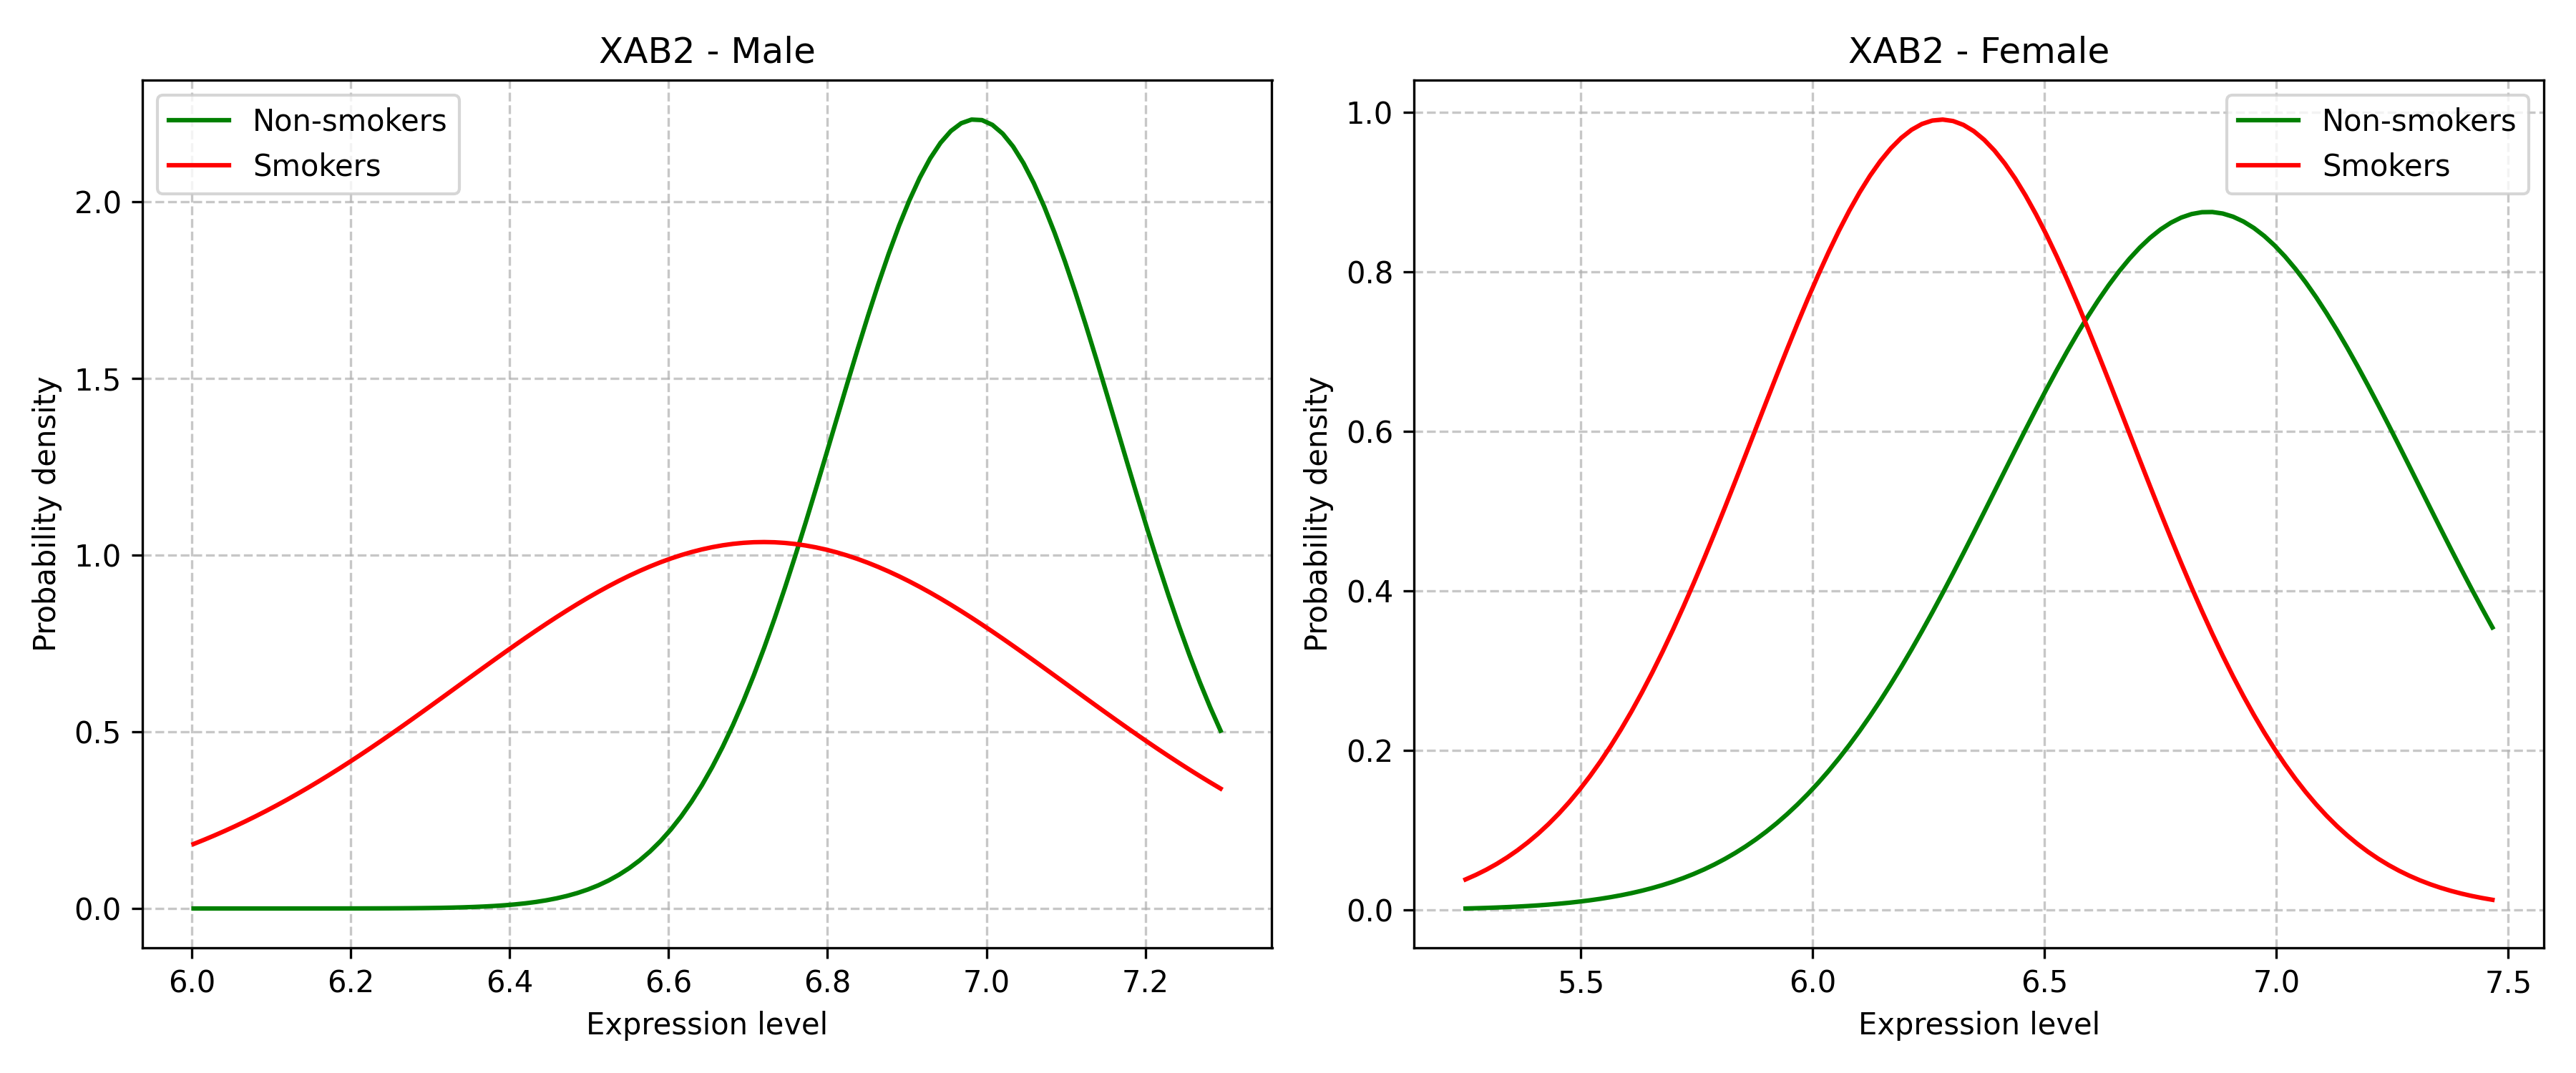 XAB2 - Male
Non-smokers
Smokers
Probability density
2.0
1.5
1.0
0.5
0.0
6.0 6.2 6.4 6.6 6.8 7.0 7.2
Expression level
XAB2 - Female
Non-smokers
Smokers
Probability density
1.0
0.8
0.6
0.4
0.2
0.0
5.5 6.0 6.5 7.0 7.5
Expression level